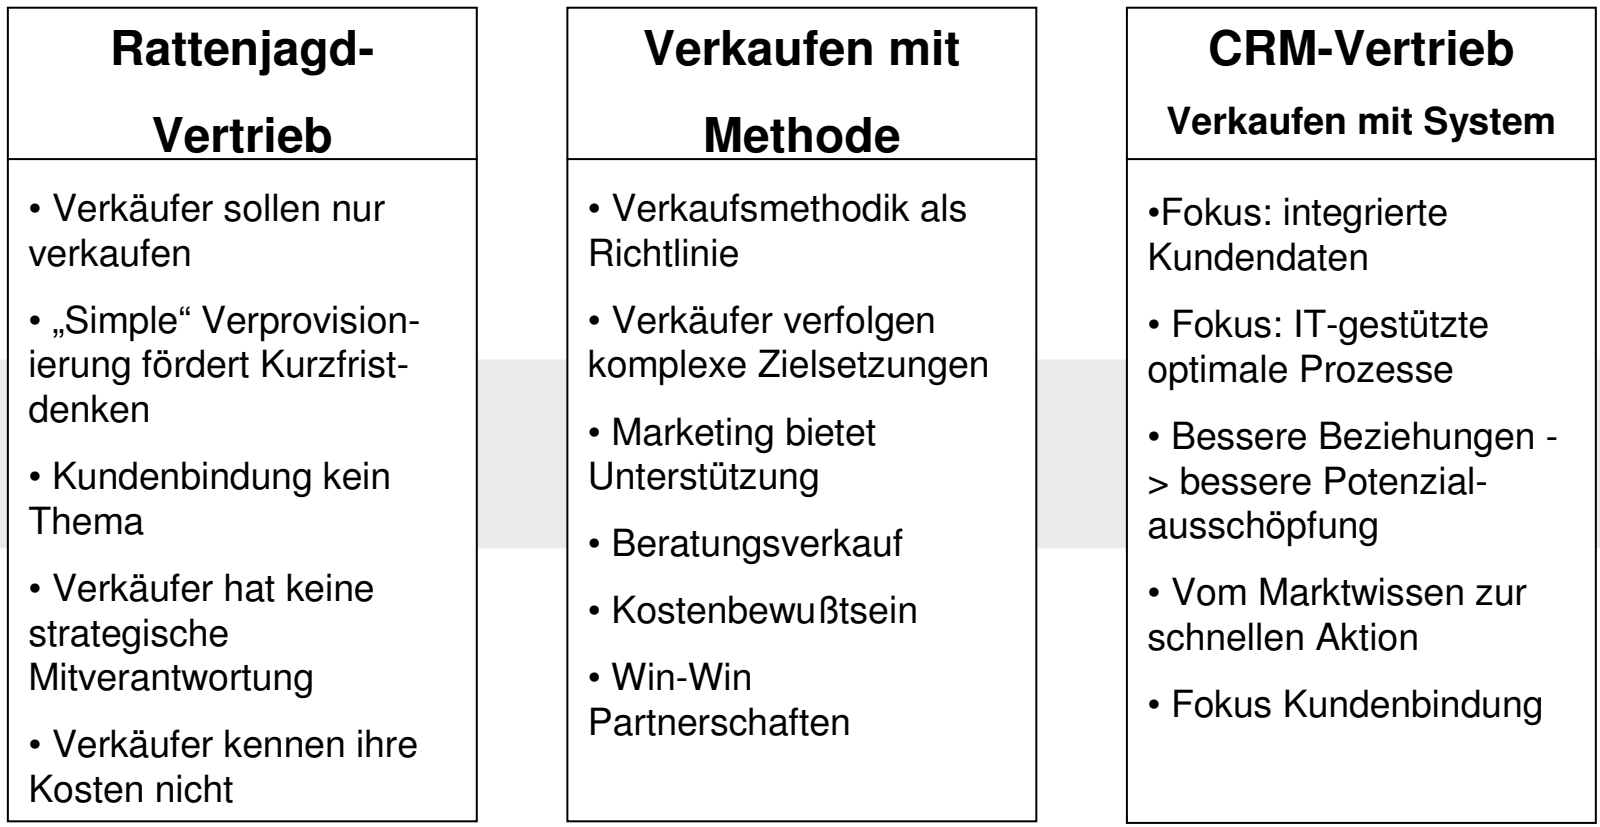 Rattenjagd-
Vertrieb
• Verkäufer sollen nur
verkaufen
• „Simple“ Verprovision-
ierung fördert Kurzfrist-
denken
• Kundenbindung kein
Thema
• Verkäufer hat keine
strategische
Mitverantwortung
• Verkäufer kennen ihre
Kosten nicht
Verkaufen mit
Methode
• Verkaufsmethodik als
Richtlinie
• Verkäufer verfolgen
komplexe Zielsetzungen
• Marketing bietet
Unterstützung
• Beratungsverkauf
• Kostenbewußtsein
• Win-Win
Partnerschaften
CRM-Vertrieb
Verkaufen mit System
•Fokus: integrierte
Kundendaten
• Fokus: IT-gestützte
optimale Prozesse
• Bessere Beziehungen -
> bessere Potenzial-
ausschöpfung
• Vom Marktwissen zur
schnellen Aktion
• Fokus Kundenbindung